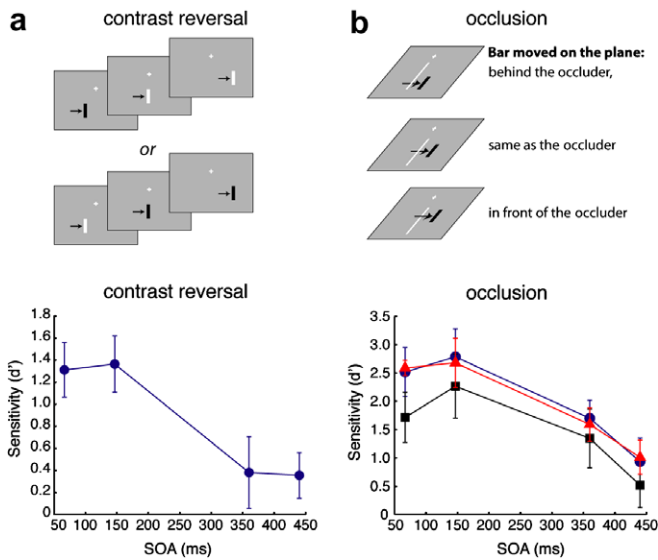 a
contrast reversal
or
b
occlusion
Bar moved on the plane:
behind the occluder,
same as the occluder
in front of the occluder
contrast reversal
Sensitivity (d')
1.8
1.6
1.4
1.2
1.0
0.8
0.6
0.4
0.2
0
50 100 150 200 250 300 350 400 450
SOA (ms)
occlusion
Sensitivity (d')
3.5
3.0
2.5
2.0
1.5
1.0
0.5
0.0
50 100 150 200 250 300 350 400 450
SOA (ms)